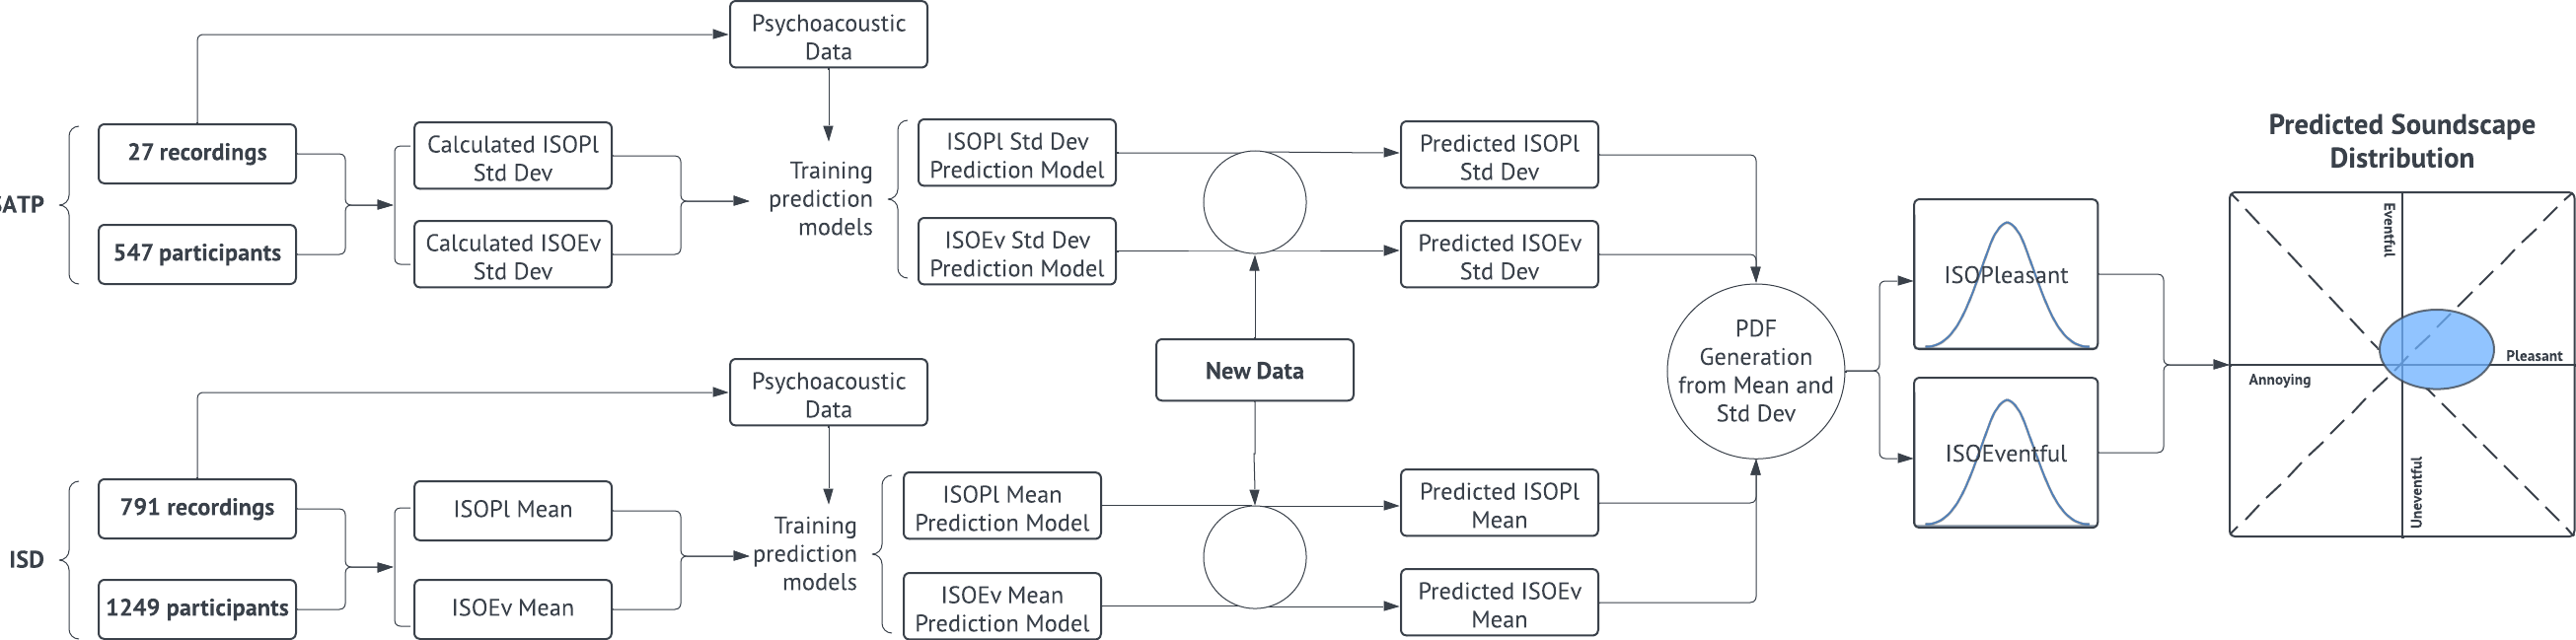 Psychoacoustic
Data
27 recordings
547 participants
Calculated ISOPl
Std Dev
Calculated ISOEv
Std Dev
Training
prediction
models
ISOPl Std Dev
Prediction Model
ISOEv Std Dev
Prediction Model
Predicted ISOPl
Std Dev
Predicted ISOEv
Std Dev
ATP
New Data
ISD
791 recordings
1249 participants
ISOPl Mean
ISOEv Mean
Psychoacoustic
Data
Training
prediction
models
ISOPl Mean
Prediction Model
ISOEv Mean
Prediction Model
Predicted ISOPl
Mean
Predicted ISOEv
Mean
PDF
Generation
from Mean and
Std Dev
ISOPleasant
ISOEventful
Predicted Soundscape
Distribution
Eventful
Pleasant
Annoying
Uneventful